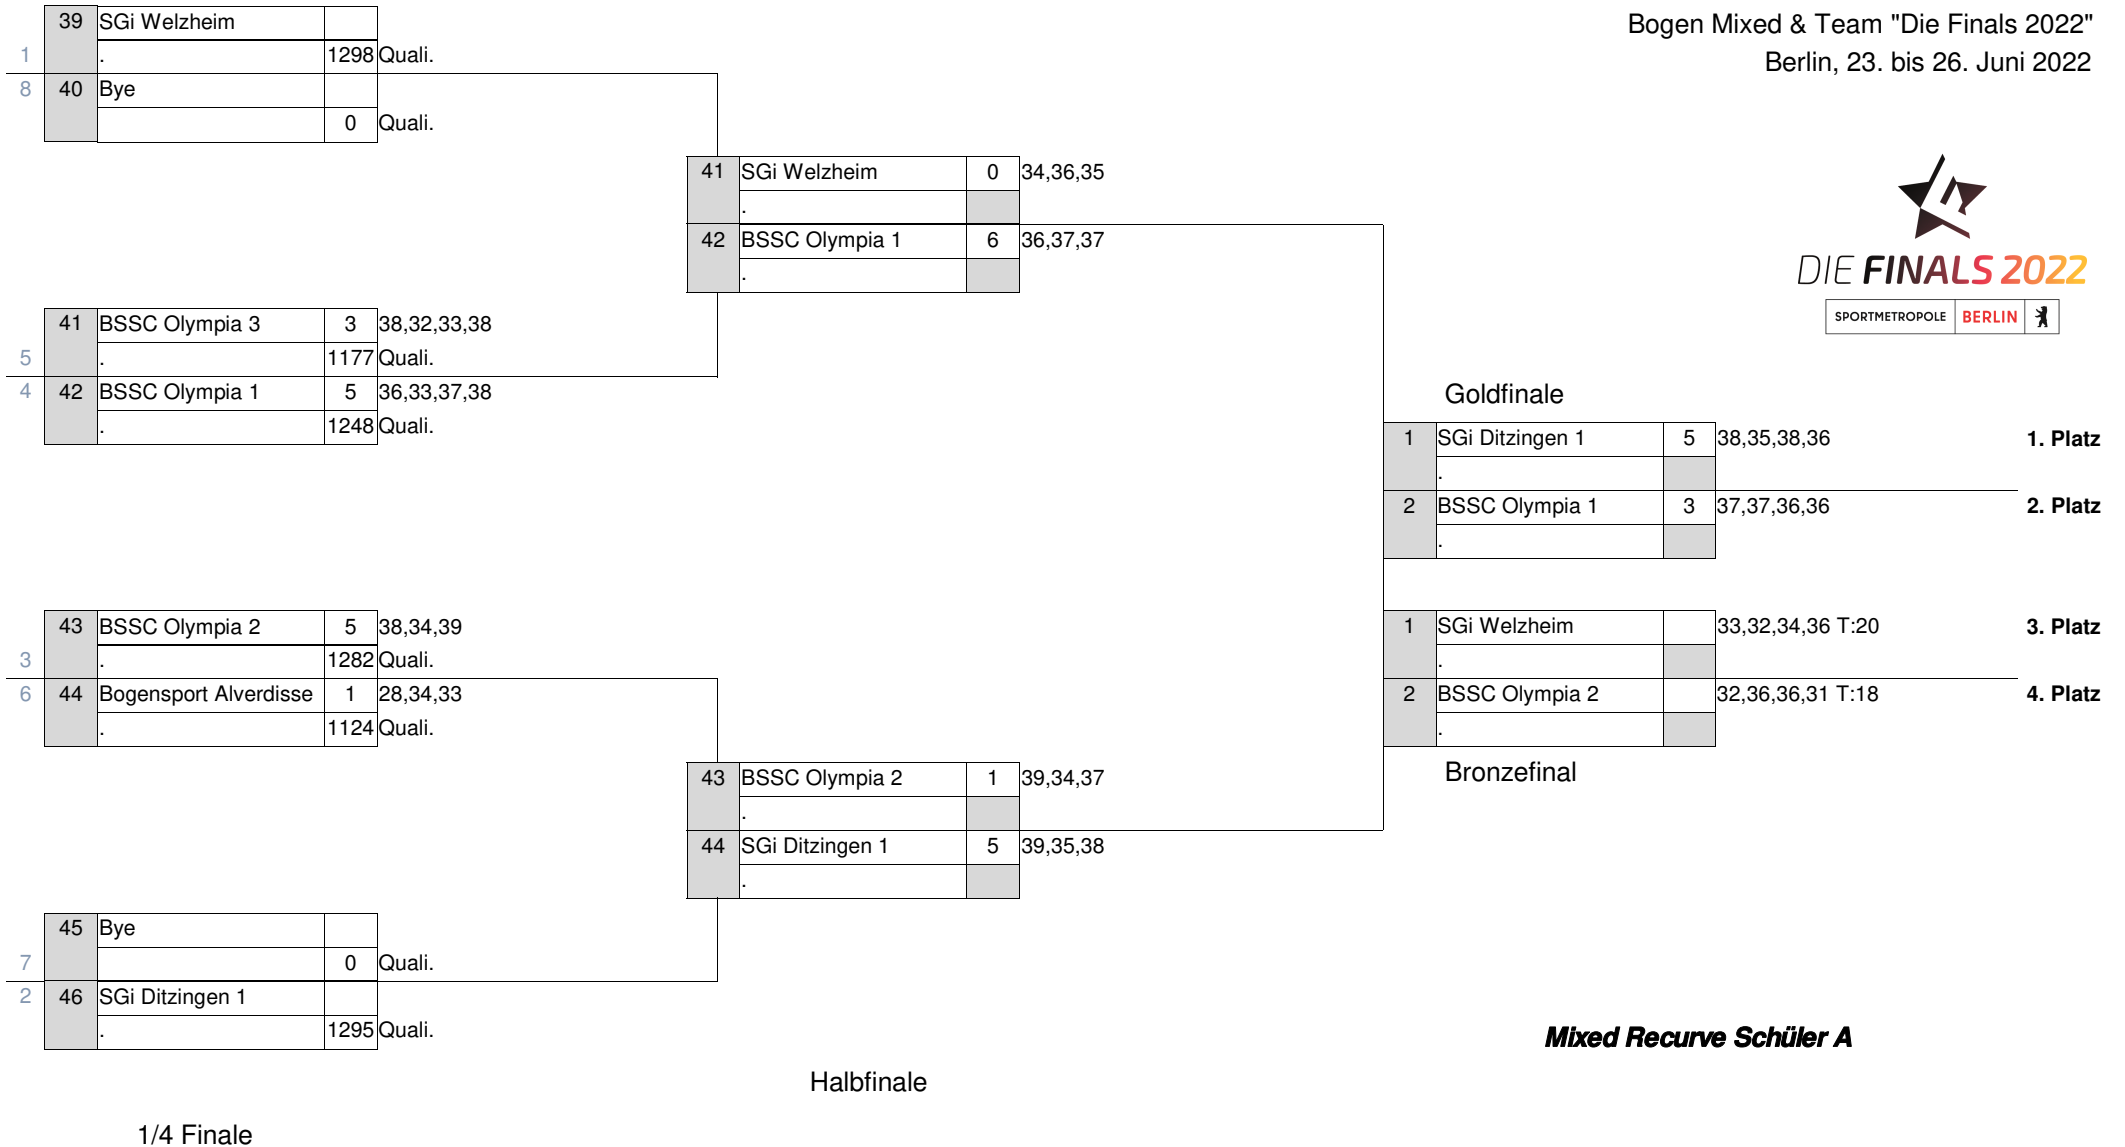 39 SGi Welzheim
1 . 1298 Quali.
8 40 Bye
0 Quali.
Bogen Mixed & Team "Die Finals 2022"
Berlin, 23. bis 26. Juni 2022
DIE FINALS 2022
SPORTMETROPOLE BERLIN
41 SGi Welzheim 0 34,36,35
.
42 BSSC Olympia 1 6 36,37,37
.
41 BSSC Olympia 3 3 38,32,33,38
5 . 1177 Quali.
4 42 BSSC Olympia 1 5 36,33,37,38
. 1248 Quali.
Goldfinale
1 SGi Ditzingen 1 5 38,35,38,36 1. Platz
.
2 BSSC Olympia 1 3 37,37,36,36 2. Platz
.
43 BSSC Olympia 2 5 38,34,39
3 . 1282 Quali.
6 44 Bogensport Alverdisse 1 28,34,33
. 1124 Quali.
1 SGi Welzheim 33,32,34,36 T:20 3. Platz
.
2 BSSC Olympia 2 32,36,36,31 T:18 4. Platz
.
Bronzefinal
43 BSSC Olympia 2 1 39,34,37
.
44 SGi Ditzingen 1 5 39,35,38
.
45 Bye
7 0 Quali.
2 46 SGi Ditzingen 1
. 1295 Quali.
Mixed Recurve Schüler A
Halbfinale
1/4 Finale